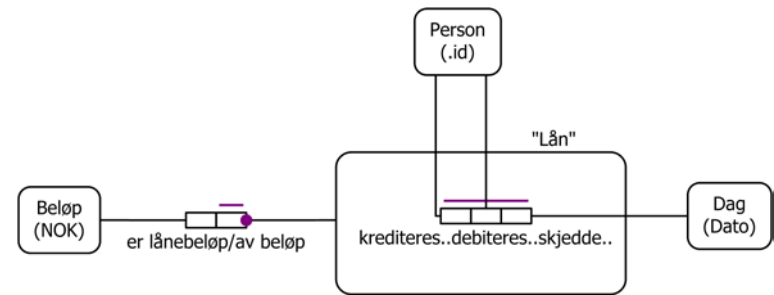 Person
(.id)
"Lån"
Beløp
(NOK)
er lånebeløp/av beløp
krediteres..debiteres..skjedde..
Dag
(Dato)